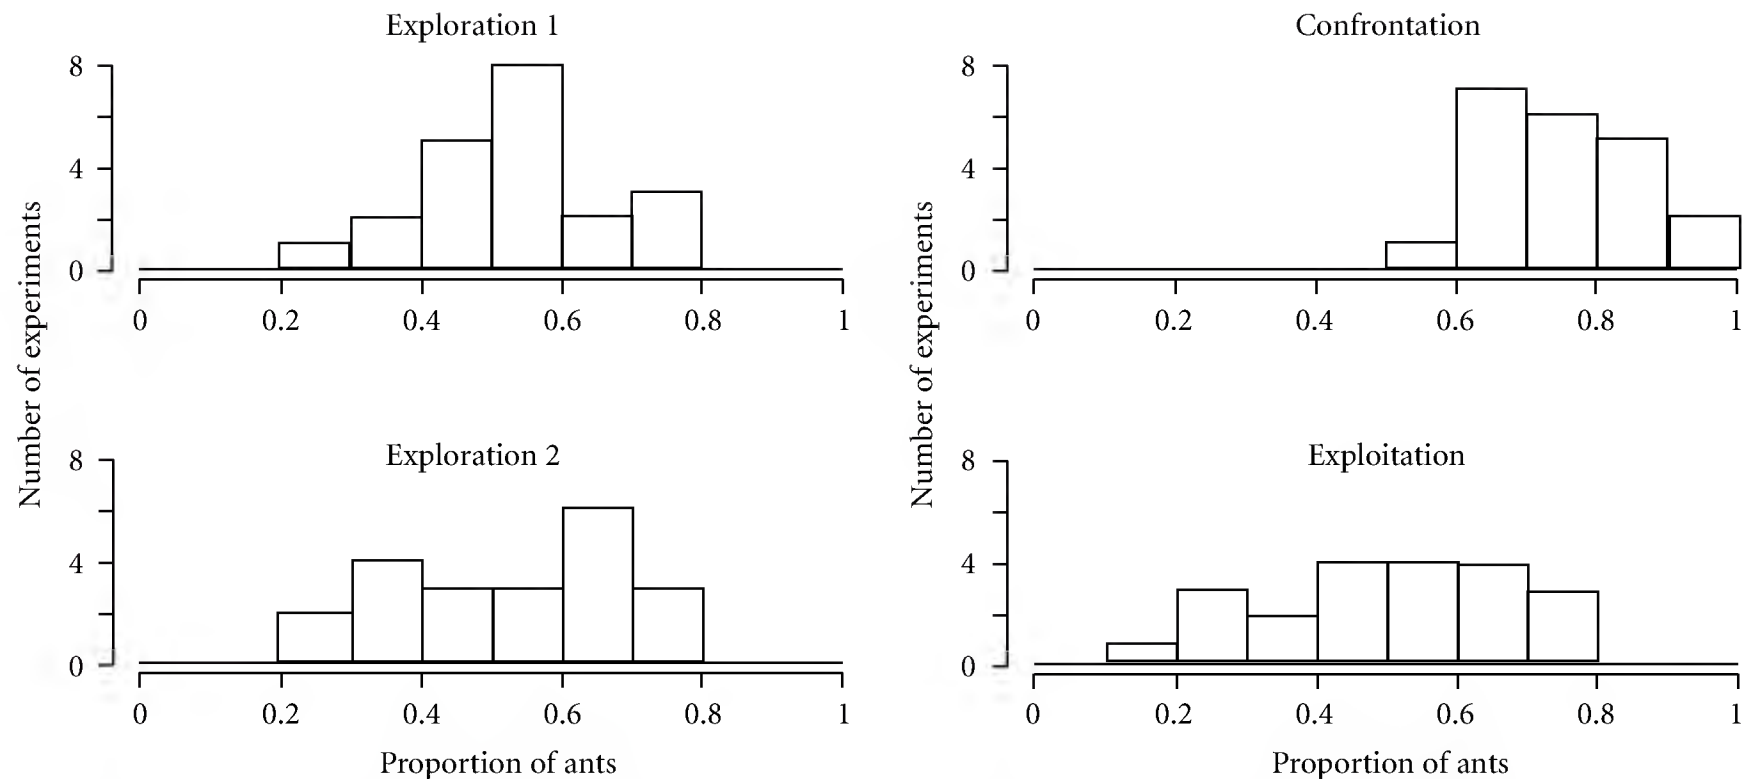 Exploration 1
Number of experiments
8
4
0
0 0.2 0.4 0.6 0.8 1
Exploration 2
8
4
0
0 0.2 0.4 0.6 0.8 1
Proportion of ants
Confrontation
Number of experiments
8
4
0
0 0.2 0.4 0.6 0.8 1
Exploitation
8
4
0
0 0.2 0.4 0.6 0.8 1
Proportion of ants